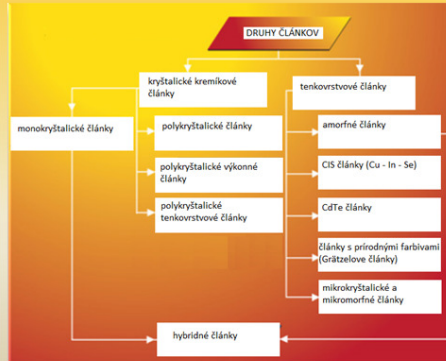 DRUHY ČLÁNKOV
kryštalické kremíkové
články
tenkovrstvové články
monokryštalické články
polykryštalické články
amorfné články
polykryštalické výkonné
články
CIS články (Cu - In - Se)
polykryštalické
tenkovrstvové články
CdTe články
články s prírodnými farbivami
(Grätzelove články)
mikrokryštalické a
mikromorfné články
hybridné články